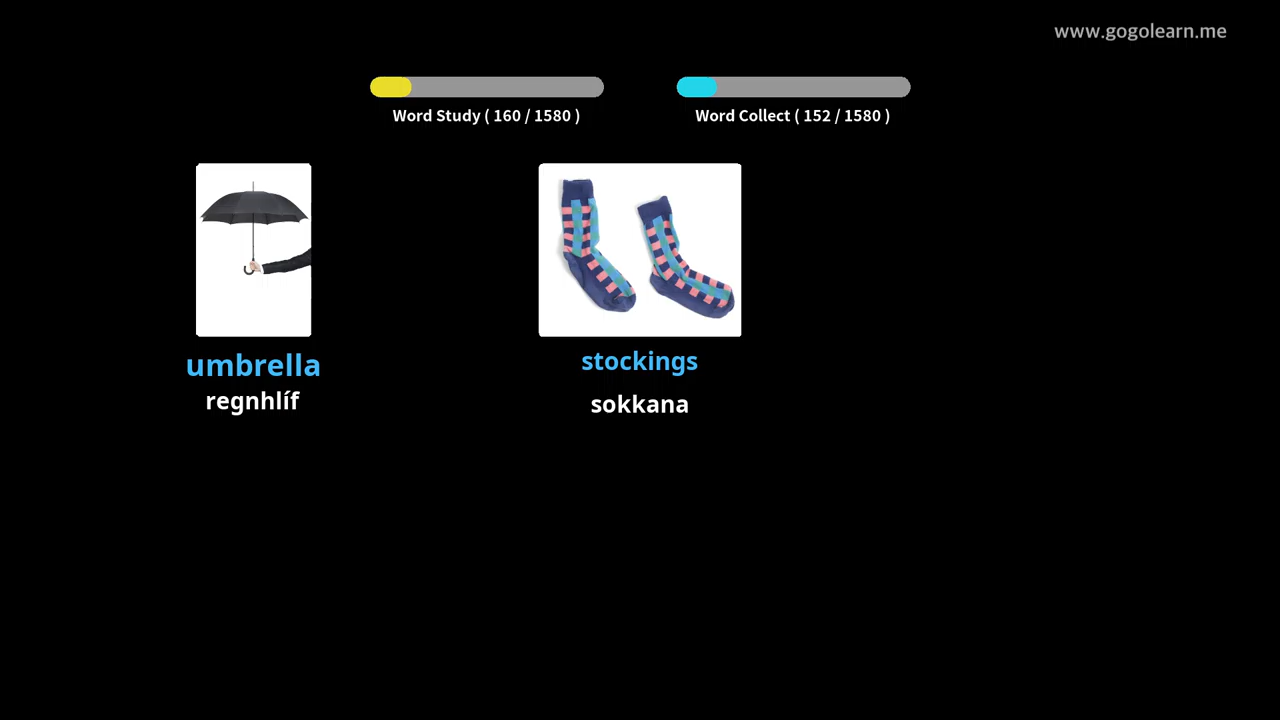 www.gogolearn.me
Word Study ( 160 / 1580 )
Word Collect ( 152 / 1580 )
umbrella
regnhlíf
stockings
sokkana